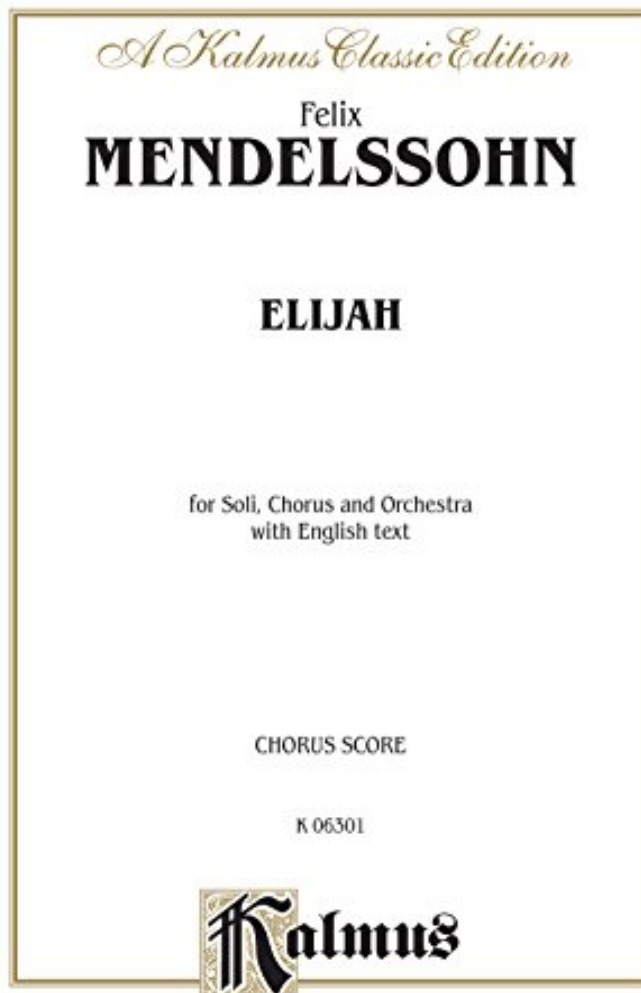 A Kalmus Classic Edition
Felix
MENDELSSOHN
ELIJAH
for Soli, Chorus and Orchestra
with English text
CHORUS SCORE
K 06301
Kalmus